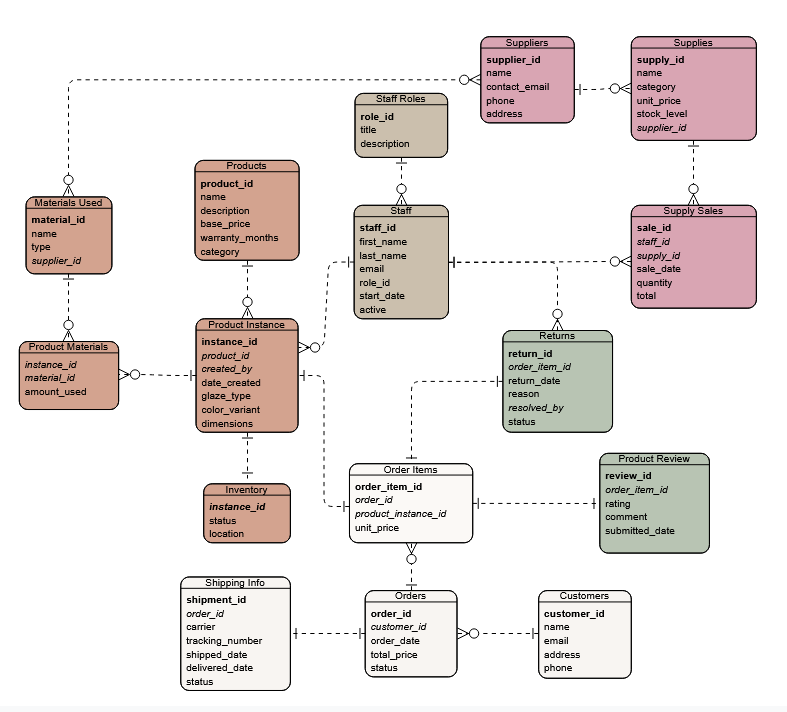 Suppliers
supplier_id
name
contact_email
phone
address
Supplies
supply_id
name
category
unit_price
stock_level
supplier_id
Staff Roles
role_id
title
description
Products
product_id
name
description
base_price
warranty_months
category
Materials Used
material_id
name
type
supplier_id
Staff
staff_id
first_name
last_name
email
role_id
start_date
active
Supply Sales
sale_id
staff_id
supply_id
sale_date
quantity
total
Product Instance
instance_id
product_id
created_by
date_created
glaze_type
color_variant
dimensions
Product Materials
instance_id
material_id
amount_used
Returns
return_id
order_item_id
return_date
reason
resolved_by
status
Inventory
instance_id
status
location
Order Items
order_item_id
order_id
product_instance_id
unit_price
Product Review
review_id
order_item_id
rating
comment
submitted_date
Shipping Info
shipment_id
order_id
carrier
tracking_number
shipped_date
delivered_date
status
Orders
order_id
customer_id
order_date
total_price
status
Customers
customer_id
name
email
address
phone